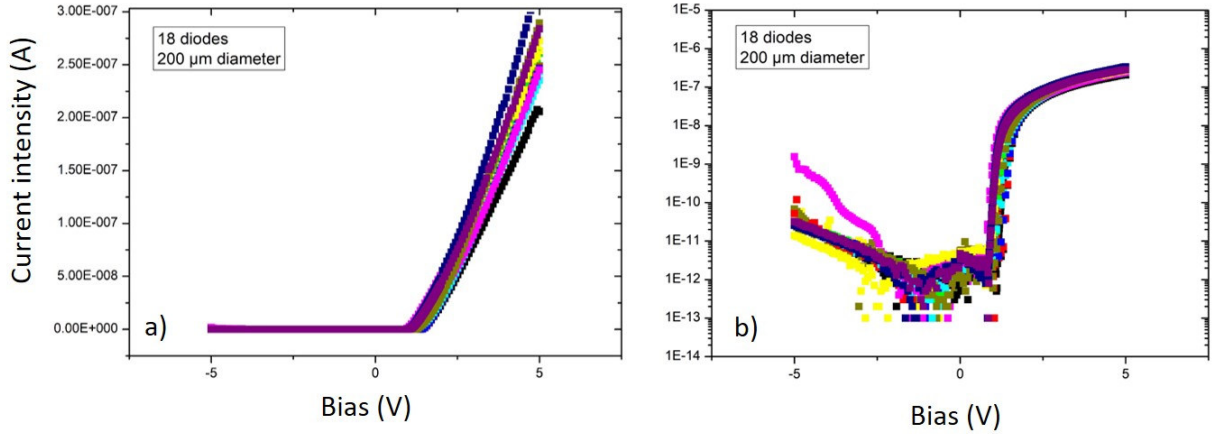 3.00E-007
2.50E-007
2.00E-007
1.50E-007
1.00E-007
5.00E-008
0.00E+000
Current intensity (A)
18 diodes
200 µm diameter
a)
-5
0
5
Bias (V)
1E-5
1E-6
1E-7
1E-8
1E-9
1E-10
1E-11
1E-12
1E-13
1E-14
18 diodes
200 µm diameter
b)
-5
0
5
Bias (V)